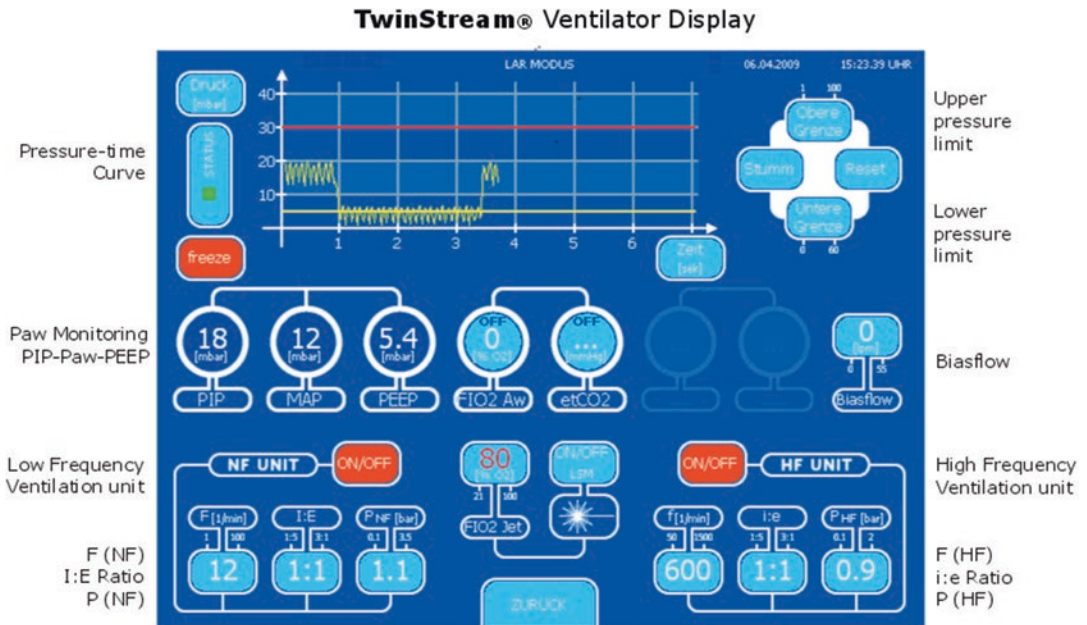 TwinStream® Ventilator Display
LAR MODUS
06.04.2009
15:23.39 UHR
Druck
[mbar]
STATUS
freeze
40
30
20
10
1 2 3 4 5 6
Zeit
[sek]
1 100
Obere
Grenze
Stumm
Reset
Untere
Grenze
0 60
Pressure-time
Curve
Upper
pressure
limit
Lower
pressure
limit
Paw Monitoring
PIP-Paw-PEEP
18
[mbar]
PIP
12
[mbar]
MAP
5.4
[mbar]
PEEP
OFF
0
[% O2]
FIO2 Aw
OFF
...
[mmHg]
etCO2
0
[lpm]
0 55
Biasflow
Biasflow
Low Frequency
Ventilation unit
NF UNIT
ON/OFF
80
[% O2]
21 100
FIO2 Jet
ON/OFF
LSM
ON/OFF
HF UNIT
High Frequency
Ventilation unit
F (NF)
I:E Ratio
P (NF)
F[1/min]
1 100
12
I:E
1:5 3:1
1:1
PNF [bar]
0.1 3.5
1.1
f[1/min]
50 1500
600
i:e
1:5 3:1
1:1
PHF [bar]
0.1 2
0.9
F (HF)
i:e Ratio
P (HF)
ZURÜCK